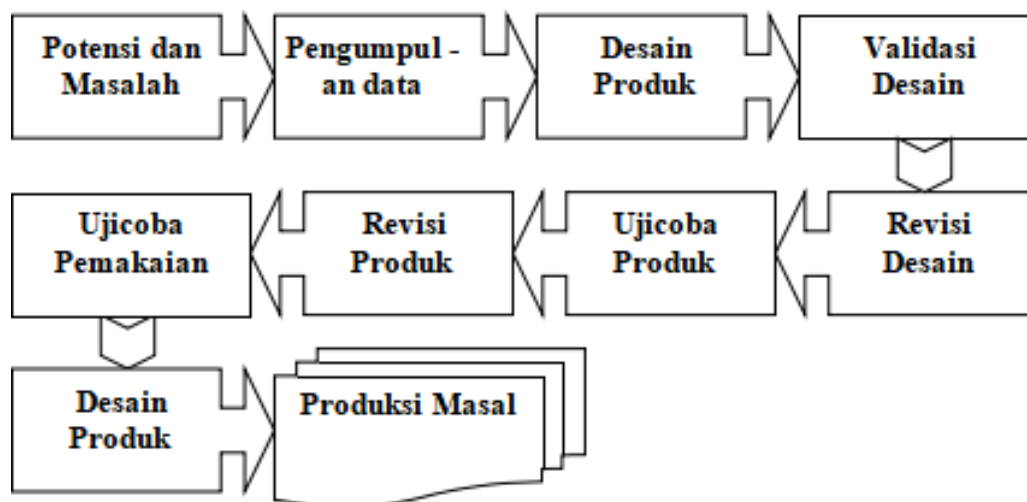 Potensi dan
Masalah
Pengumpul -
an data
Desain
Produk
Validasi
Desain
Revisi
Desain
Ujicoba
Produk
Revisi
Produk
Ujicoba
Pemakaian
Desain
Produk
Produksi Masal